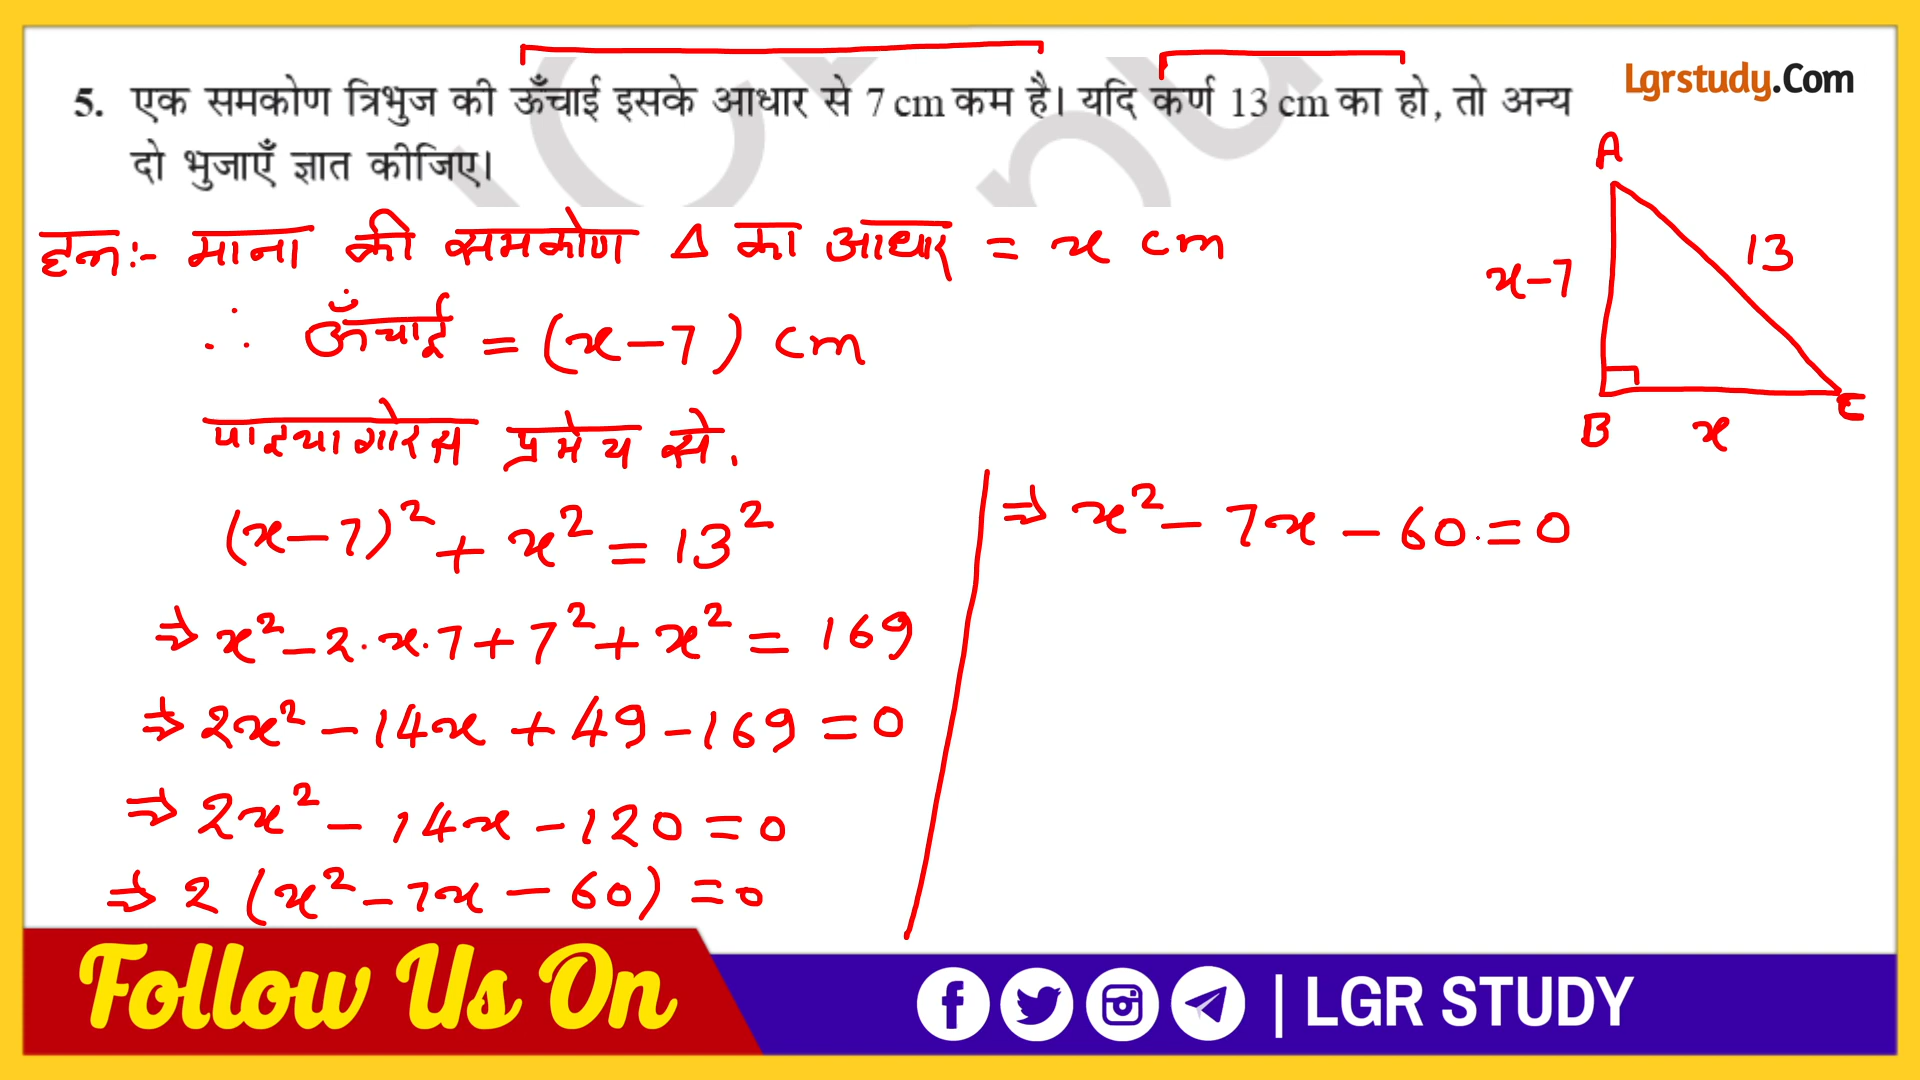 5. एक समकोण त्रिभुज की ऊँचाई इसके आधार से 7 cm कम है। यदि कर्ण 13 cm का हो, तो अन्य
दो भुजाएँ ज्ञात कीजिए।
Lgrstudy.Com
हलः- माना की समकोण Δ का आधार = x cm
∴ ऊँचाई = (x-7) cm
पाइथागोरस प्रमेय से.
(x-7)² + x² = 13²
⇒ x² - 2·x·7 + 7² + x² = 169
⇒ 2x² - 14x + 49 - 169 = 0
⇒ 2x² - 14x - 120 = 0
⇒ 2 (x² - 7x - 60) = 0
⇒ x² - 7x - 60 = 0
A
x-7
13
B
x
C
Follow Us On
| LGR STUDY